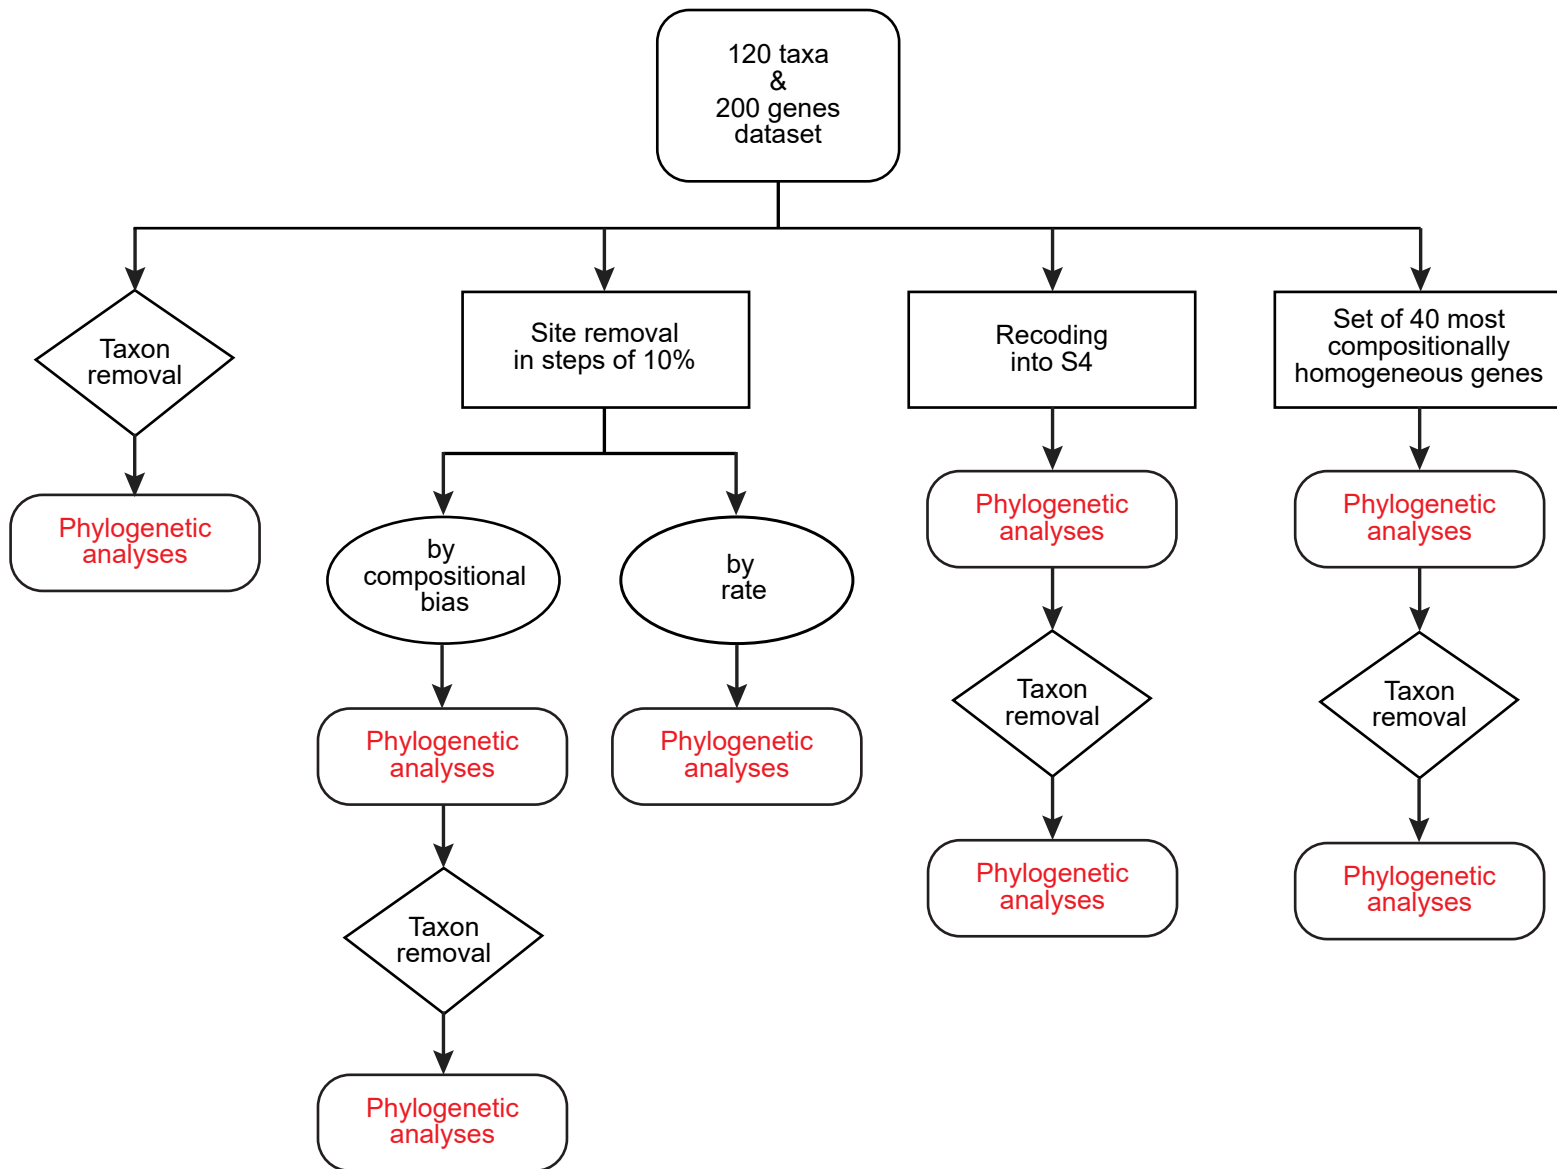 120 taxa
&
200 genes
dataset
Taxon
removal
Phylogenetic
analyses
Site removal
in steps of 10%
by
compositional
bias
Phylogenetic
analyses
Taxon
removal
Phylogenetic
analyses
by
rate
Phylogenetic
analyses
Recoding
into S4
Phylogenetic
analyses
Taxon
removal
Phylogenetic
analyses
Set of 40 most
compositionally
homogeneous genes
Phylogenetic
analyses
Taxon
removal
Phylogenetic
analyses